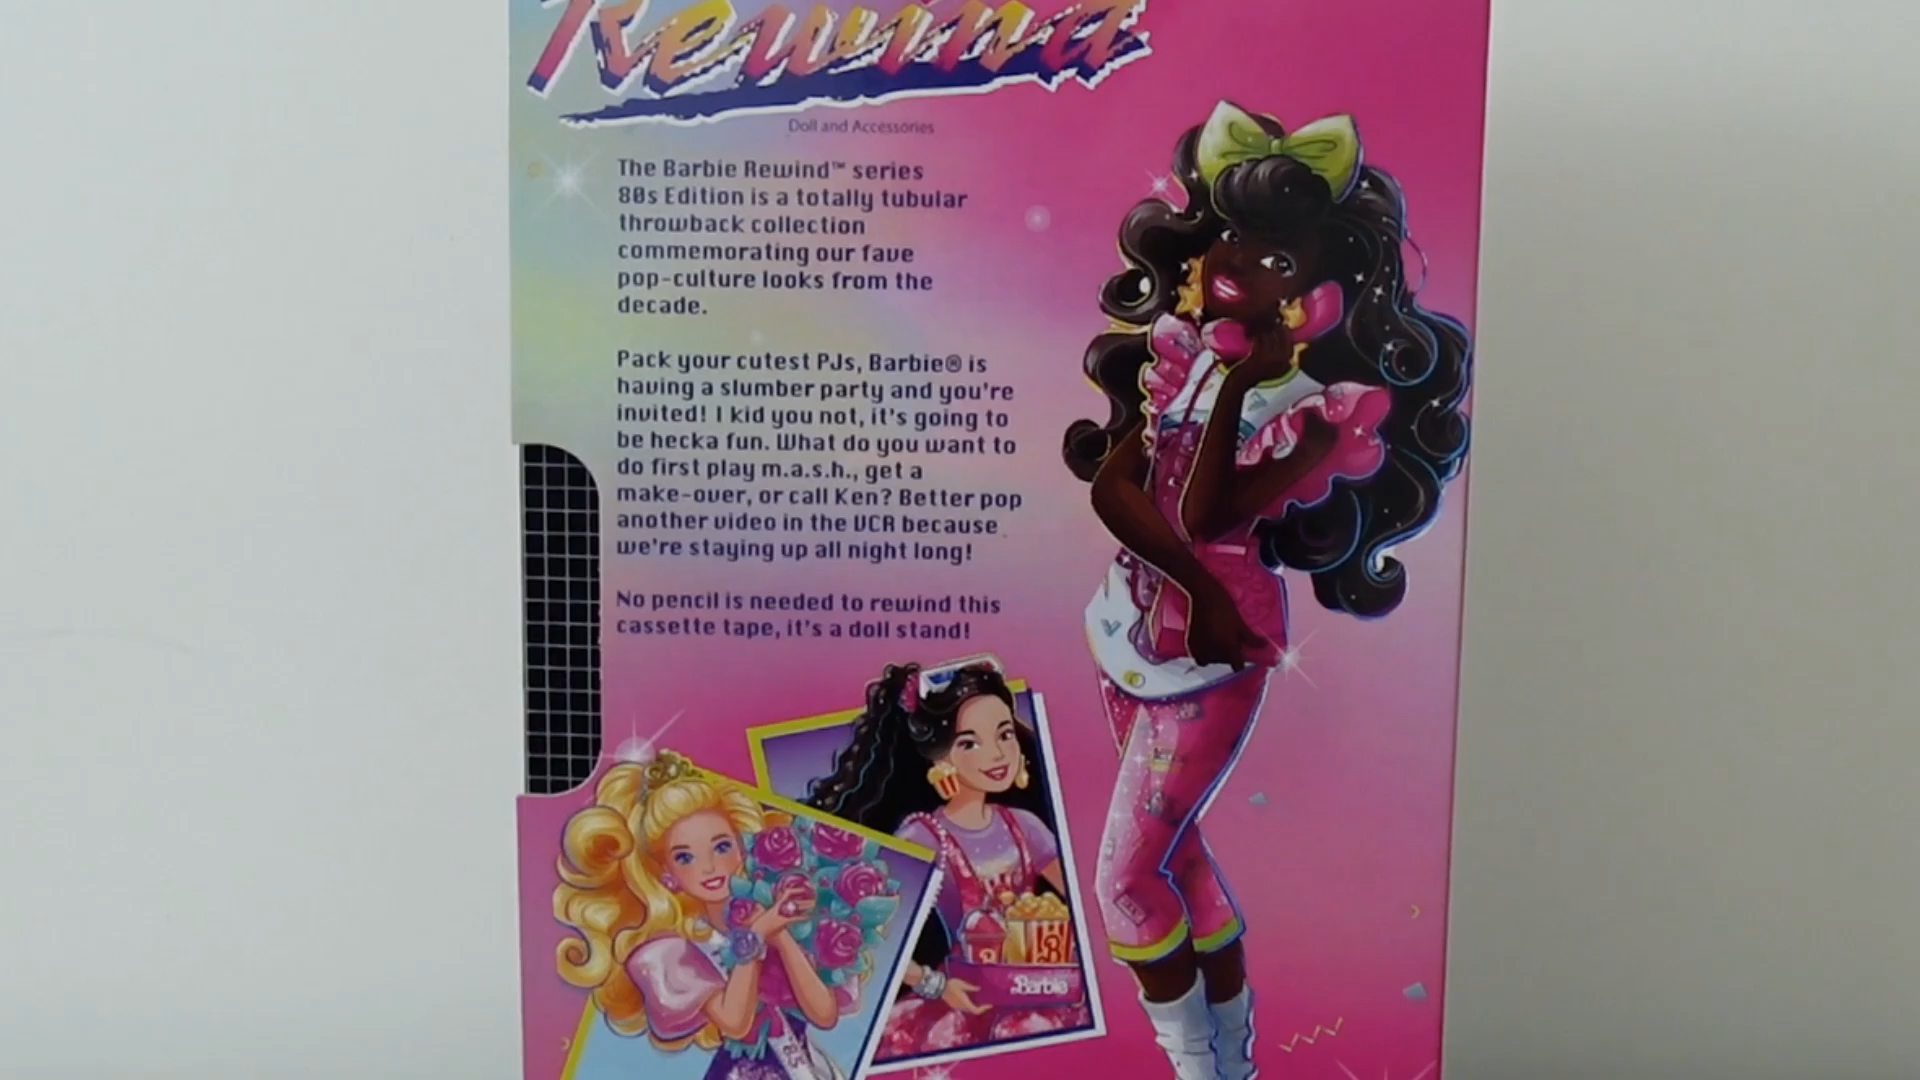 Rewind
Doll and Accessories
The Barbie Rewind™ series
80s Edition is a totally tubular
throwback collection
commemorating our fave
pop-culture looks from the
decade.
Pack your cutest PJs, Barbie® is
having a slumber party and you're
invited! I kid you not, it's going to
be hecka fun. What do you want to
do first play m.a.s.h., get a
make-over, or call Ken? Better pop
another video in the VCR because
we're staying up all night long!
No pencil is needed to rewind this
cassette tape, it's a doll stand!
B
B
Barbie